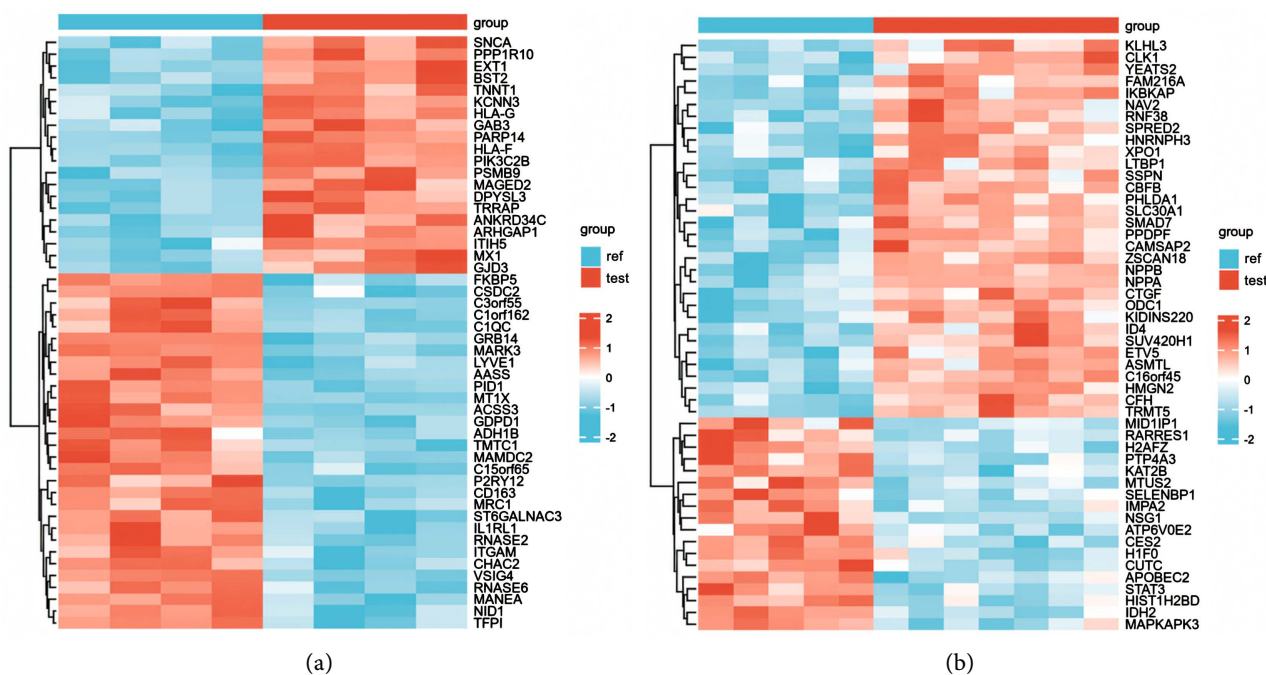 group
SNCA
PPP1R10
EXT1
BST2
TNNT1
KCNN3
HLA-G
GAB3
PARP14
HLA-F
PIK3C2B
PSMB9
MAGED2
DPYSL3
TRRAP
ANKRD34C
ARHGAP1
ITIH5
MX1
GJD3
FKBP5
CSDC2
C3orf55
C1orf162
C1QC
GRB14
MARK3
LYVE1
AASS
PID1
MT1X
ACSS3
GDPD1
ADH1B
TMTC1
MAMDC2
C15orf65
P2RY12
CD163
MRC1
ST6GALNAC3
IL1RL1
RNASE2
ITGAM
CHAC2
VSIG4
RNASE6
MANEA
NID1
TFPI
group
ref
test
2
1
0
-1
-2
(a)
KLHL3
CLK1
YEATS2
FAM216A
IKBKAP
NAV2
RNF38
SPRED2
HNRNPH3
XPO1
LTBP1
SSPN
CBFB
PHLDA1
SLC30A1
SMAD7
PPDPF
CAMSAP2
ZSCAN18
NPPB
NPPA
CTGF
ODC1
KIDINS220
ID4
SUV420H1
ETV5
ASMTL
C16orf45
HMGN2
CFH
TRMT5
MID1IP1
RARRES1
H2AFZ
PTP4A3
KAT2B
MTUS2
SELENBP1
IMPA2
NSG1
ATP6V0E2
CES2
H1F0
CUTC
APOBEC2
STAT3
HIST1H2BD
IDH2
MAPKAPK3
group
group
ref
test
2
1
0
-1
-2
(b)